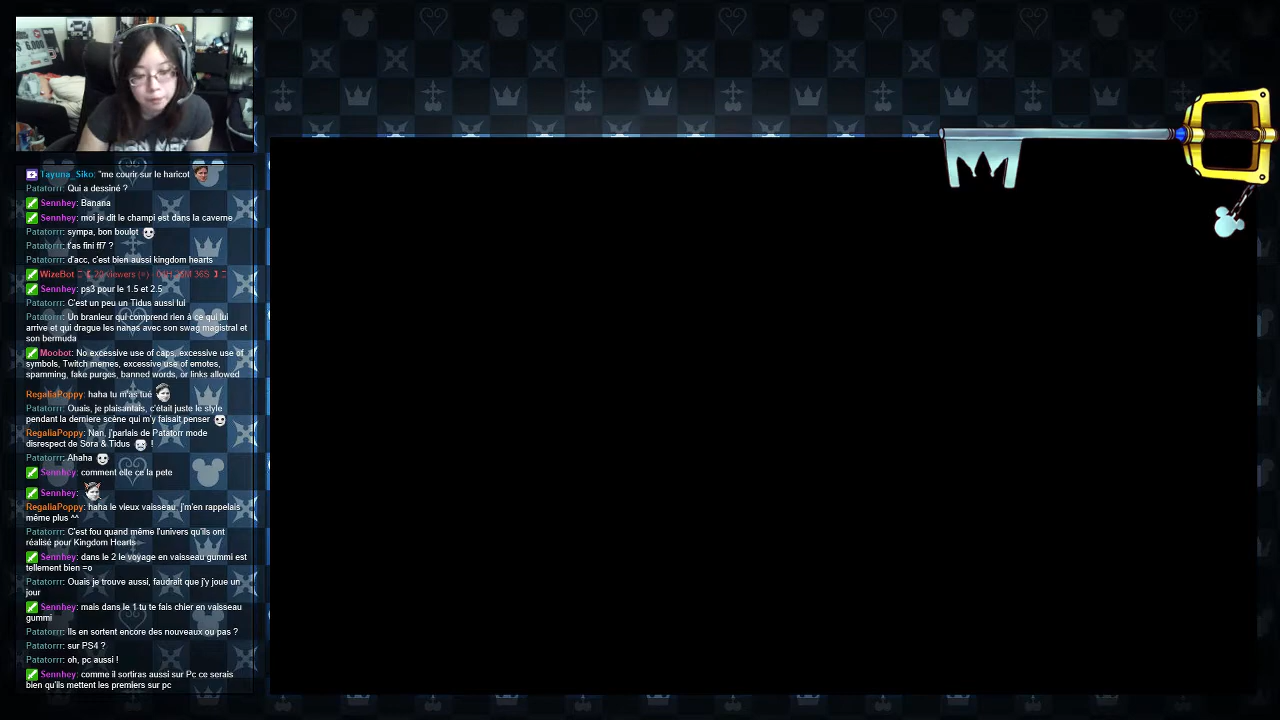 $ 6,000
Tayuna_Siko: "me courir sur le haricot
Patatorrr: Qui a dessiné ?
Sennhey: Banana
Sennhey: moi je dit le champi est dans la caverne
Patatorrr: sympa, bon boulot
Patatorrr: t'as fini ff7 ?
Patatorrr: d'acc, c'est bien aussi kingdom hearts
WizeBot 20 viewers (=) - 04H 36S
Sennhey: ps3 pour le 1.5 et 2.5
Patatorrr: C'est un peu un Tidus aussi lui
Patatorrr: Un branleur qui comprend rien à ce qui lui
arrive et qui drague les nanas avec son swag magistral et
son bermuda
Moobot: No excessive use of caps, excessive use of
symbols, Twitch memes, excessive use of emotes,
spamming, fake purges, banned words, or links allowed
RegaliaPoppy: haha tu m'as tué
Patatorrr: Ouais, je plaisantais, c'était juste le style
pendant la derniere scène qui m'y faisait penser
RegaliaPoppy: Nan, j'parlais de Patatorr mode
disrespect de Sora & Tidus !
Patatorrr: Ahaha
Sennhey: comment elle ce la pete
Sennhey:
RegaliaPoppy: haha le vieux vaisseau, j'm'en rappelais
même plus ^^
Patatorrr: C'est fou quand même l'univers qu'ils ont
réalisé pour Kingdom Hearts
Sennhey: dans le 2 le voyage en vaisseau gummi est
tellement bien =o
Patatorrr: Ouais je trouve aussi, faudrait que j'y joue un
jour
Sennhey: mais dans le 1 tu te fais chier en vaisseau
gummi
Patatorrr: Ils en sortent encore des nouveaux ou pas ?
Patatorrr: sur PS4 ?
Patatorrr: oh, pc aussi !
Sennhey: comme il sortiras aussi sur Pc ce serais
bien qu'ils mettent les premiers sur pc